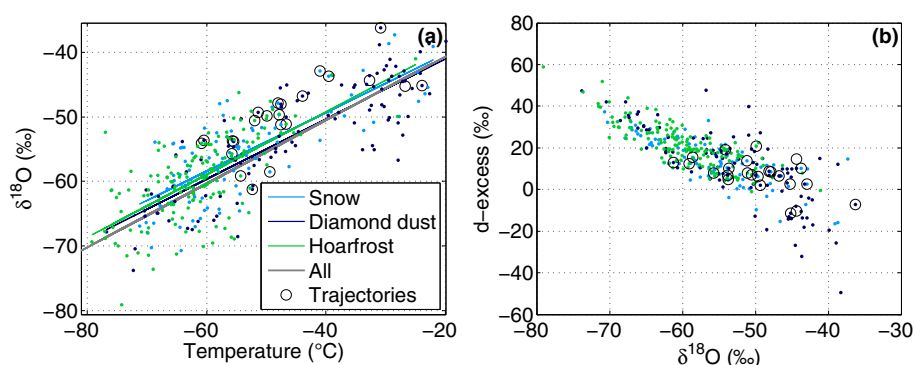 (a)
−40
−50
−60
−70
−80
δ18O (‰)
−80
−60
−40
−20
Temperature (°C)
Snow
Diamond dust
Hoarfrost
All
Trajectories
(b)
80
60
40
20
0
−20
−40
−60
d−excess (‰)
−80
−70
−60
−50
−40
−30
δ18O (‰)